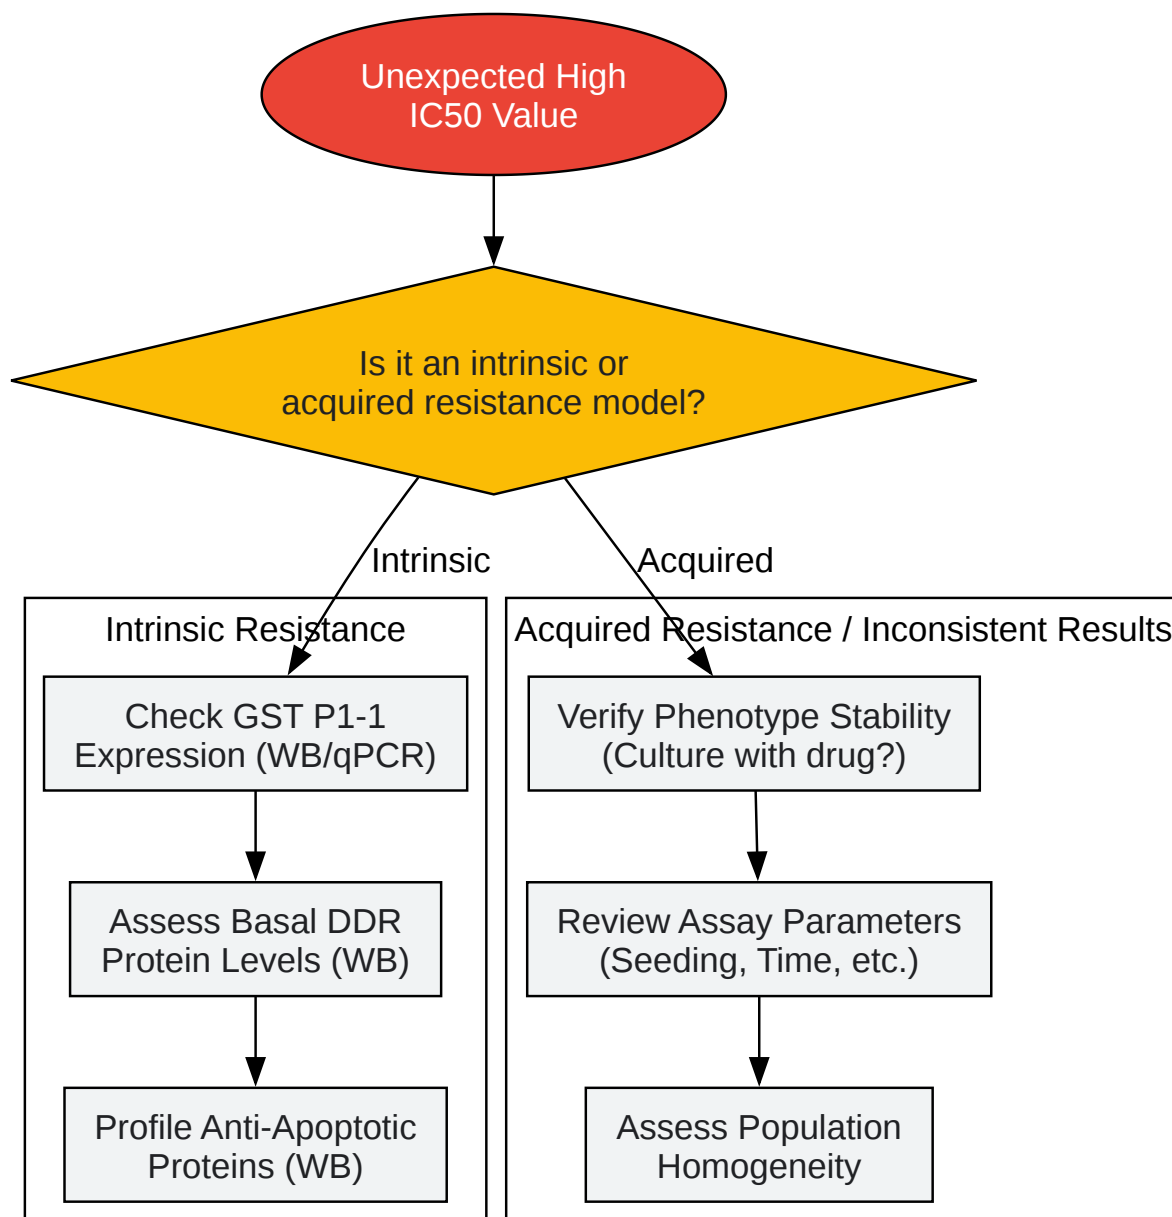 Unexpected High
IC50 Value
Is it an intrinsic or
acquired resistance model?
Intrinsic
Acquired
Intrinsic Resistance
Check GST P1-1
Expression (WB/qPCR)
Assess Basal DDR
Protein Levels (WB)
Profile Anti-Apoptotic
Proteins (WB)
Acquired Resistance / Inconsistent Results
Verify Phenotype Stability
(Culture with drug?)
Review Assay Parameters
(Seeding, Time, etc.)
Assess Population
Homogeneity